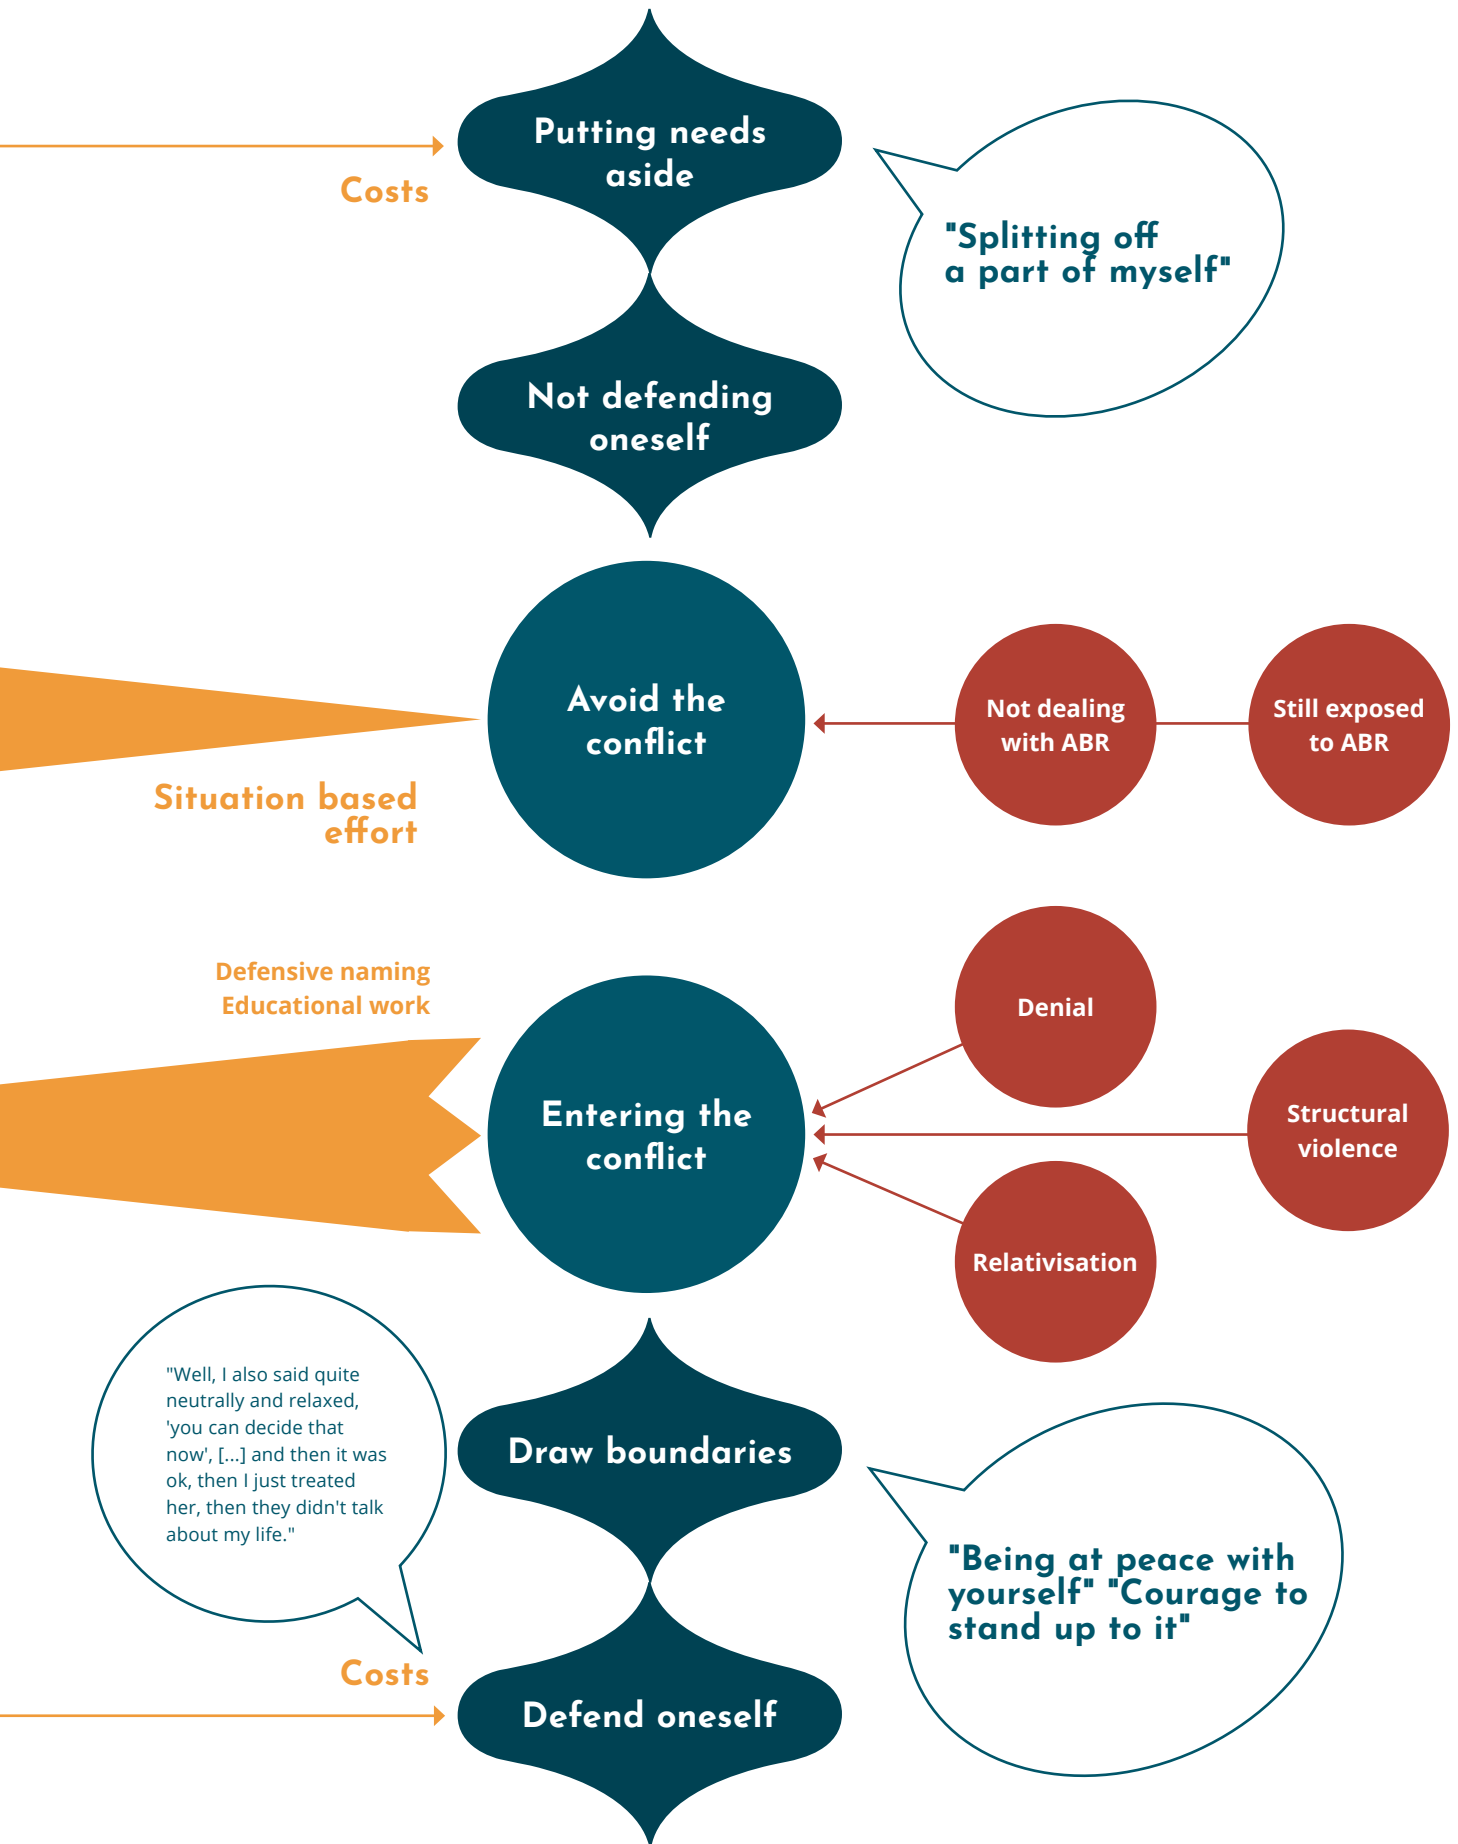 Putting needs
aside
Costs
"Splitting off
a part of myself"
Not defending
oneself
Avoid the
conflict
Not dealing
with ABR
Still exposed
to ABR
Situation based
effort
Defensive naming
Educational work
Denial
Entering the
conflict
Structural
violence
Relativisation
"Well, I also said quite
neutrally and relaxed,
'you can decide that
now', [...] and then it was
ok, then I just treated
her, then they didn't talk
about my life."
Draw boundaries
"Being at peace with
yourself" "Courage to
stand up to it"
Costs
Defend oneself